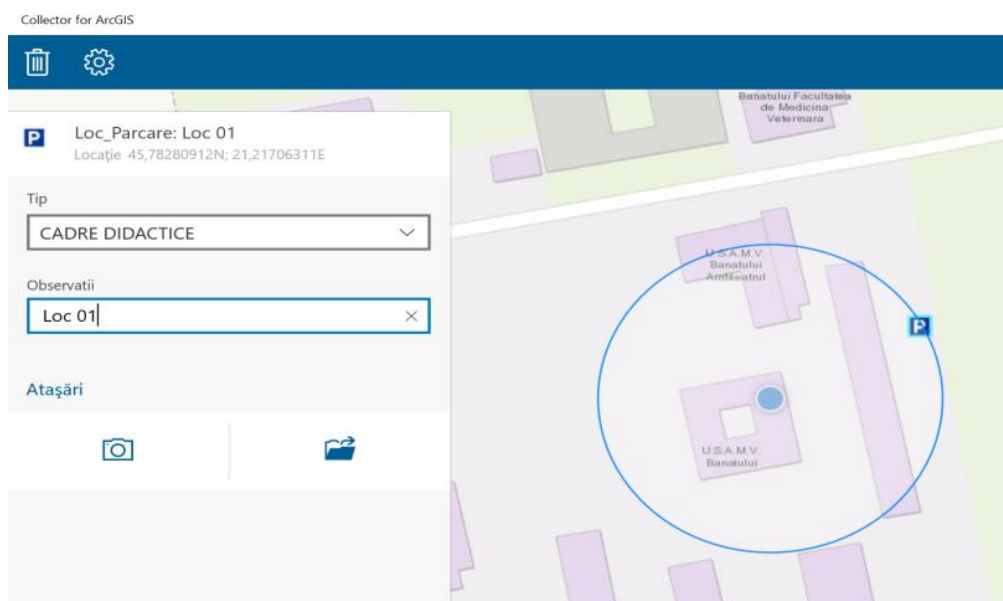 Collector for ArcGIS
P
Loc_Parcare: Loc 01
Locație 45,78280912N; 21,21706311E
Tip
CADRE DIDACTICE
Observatii
Loc 01
Atașări
Banatului Facultatea
de Medicina
Veterinara
U.S.A.M.V.
Banatului
Amfiteatrul
P
U.S.A.M.V.
Banatului